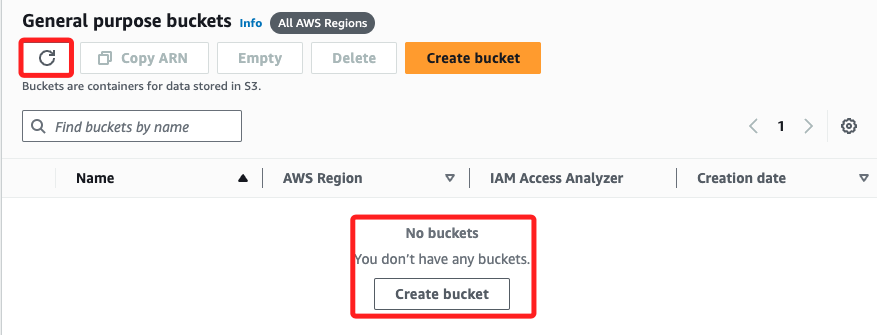 General purpose buckets Info All AWS Regions
Copy ARN Empty Delete Create bucket
Buckets are containers for data stored in S3.
Find buckets by name 1
Name AWS Region IAM Access Analyzer Creation date
No buckets
You don't have any buckets.
Create bucket